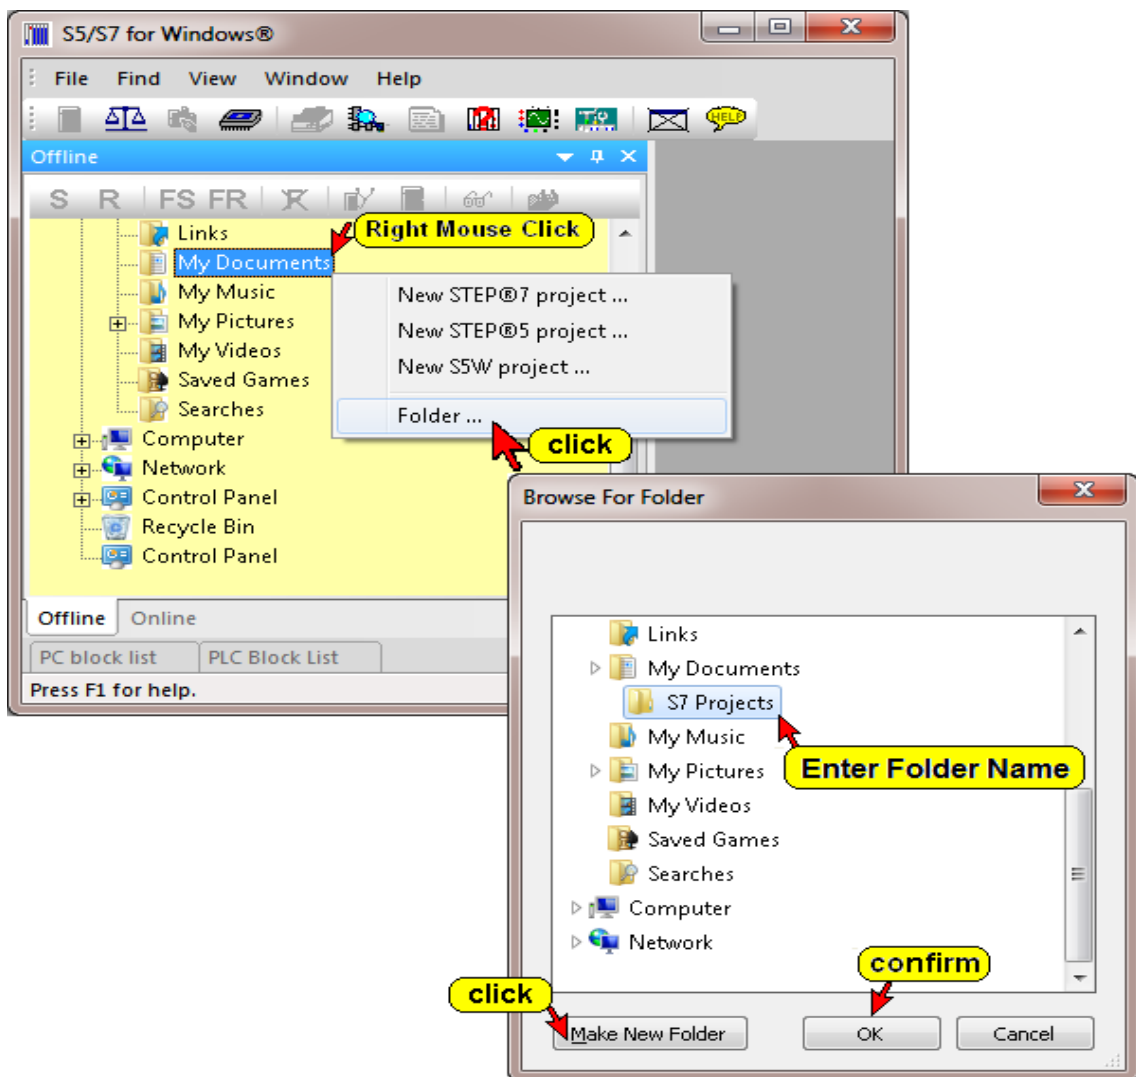 S5/S7 for Windows®
File Find View Window Help
HELP
Offline
S R FS FR
Links
Right Mouse Click
My Documents
My Music
My Pictures
My Videos
Saved Games
Searches
Computer
Network
Control Panel
Recycle Bin
Control Panel
New STEP®7 project ...
New STEP®5 project ...
New S5W project ...
Folder ...
click
Offline Online
PC block list PLC Block List
Press F1 for help.
Browse For Folder
Links
My Documents
S7 Projects
My Music
My Pictures
Enter Folder Name
My Videos
Saved Games
Searches
Computer
Network
confirm
click
Make New Folder OK Cancel